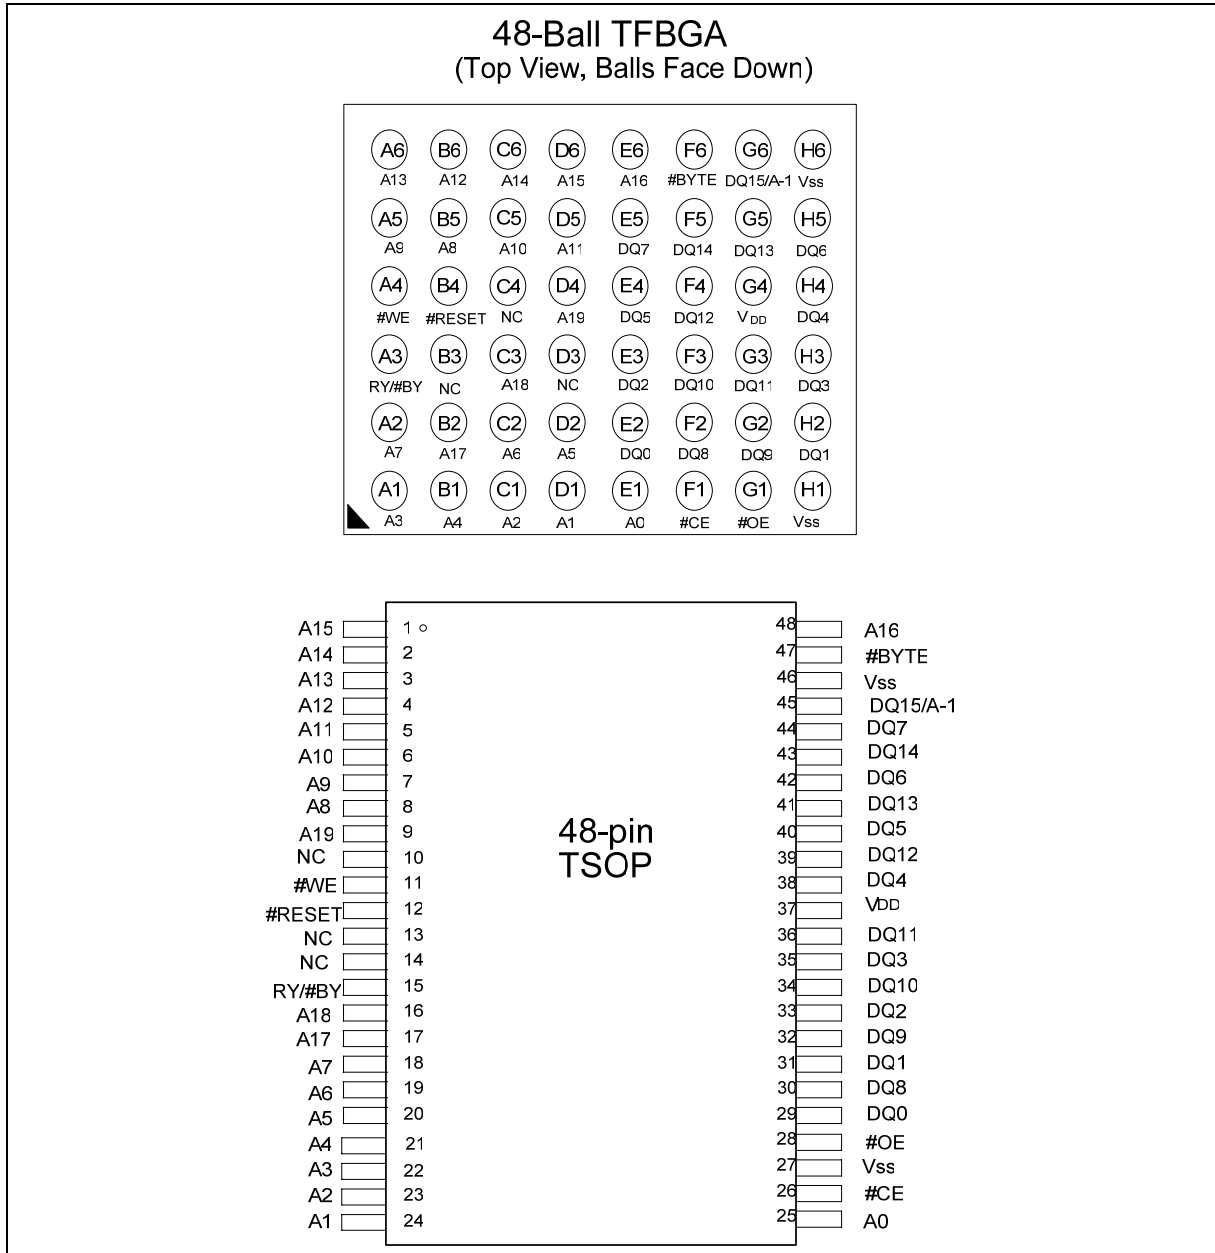 48-Ball TFBGA
(Top View, Balls Face Down)
A6 B6 C6 D6 E6 F6 G6 H6
A13 A12 A14 A15 A16 #BYTE DQ15/A-1 Vss
A5 B5 C5 D5 E5 F5 G5 H5
A9 A8 A10 A11 DQ7 DQ14 DQ13 DQ6
A4 B4 C4 D4 E4 F4 G4 H4
#WE #RESET NC A19 DQ5 DQ12 VDD DQ4
A3 B3 C3 D3 E3 F3 G3 H3
RY/#BY NC A18 NC DQ2 DQ10 DQ11 DQ3
A2 B2 C2 D2 E2 F2 G2 H2
A7 A17 A6 A5 DQ0 DQ8 DQ9 DQ1
A1 B1 C1 D1 E1 F1 G1 H1
A3 A4 A2 A1 A0 #CE #OE Vss
A15 1 48 A16
A14 2 47 #BYTE
A13 3 46 Vss
A12 4 45 DQ15/A-1
A11 5 44 DQ7
A10 6 43 DQ14
A9 7 42 DQ6
A8 8 41 DQ13
A19 9 40 DQ5
NC 10 39 DQ12
#WE 11 38 DQ4
#RESET 12 37 VDD
NC 13 36 DQ11
NC 14 35 DQ3
RY/#BY 15 34 DQ10
A18 16 33 DQ2
A17 17 32 DQ9
A7 18 31 DQ1
A6 19 30 DQ8
A5 20 29 DQ0
A4 21 28 #OE
A3 22 27 Vss
A2 23 26 #CE
A1 24 25 A0
48-pin
TSOP